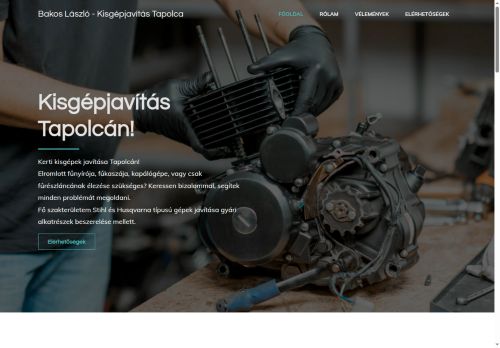 Bakos László - Kisgépjavítás Tapolca
FŐOLDAL RÓLAM VÉLEMÉNYEK ELÉRHETŐSÉGEK
Kisgépjavítás
Tapolcán!
Kerti kisgépek javítása Tapolcán!
Elromlott fűnyírója, fűkaszája, kapálógépe, vagy csak
fűrészláncának élezése szükséges? Keressen bizalommal, segítek
minden problémát megoldani.
Fő szakterületem Stihl és Husqvarna típusú gépek javítása gyári
alkatrészek beszerelése mellett.
Elérhetőségek